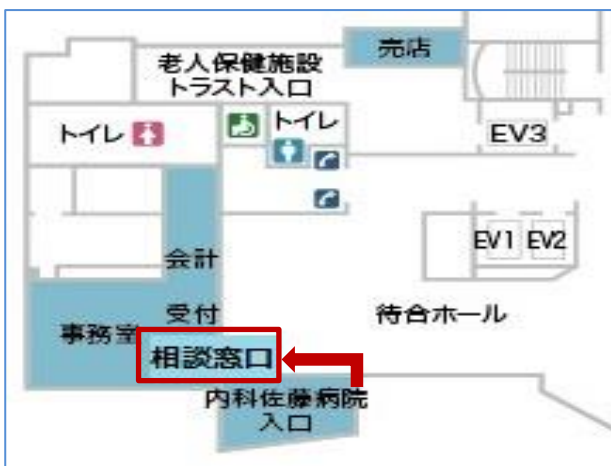 売店
老人保健施設
トラスト入口
トイレ
トイレ
EV3
EV1 EV2
会計
受付
待合ホール
事務室
相談窓口
内科佐藤病院
入口